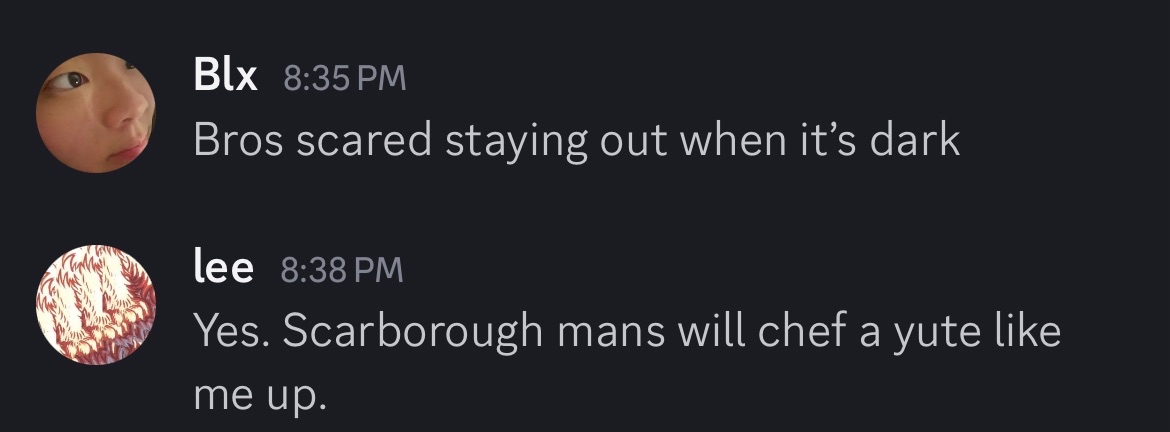 Blx 8:35 PM
Bros scared staying out when it’s dark
lee 8:38 PM
Yes. Scarborough mans will chef a yute like
me up.